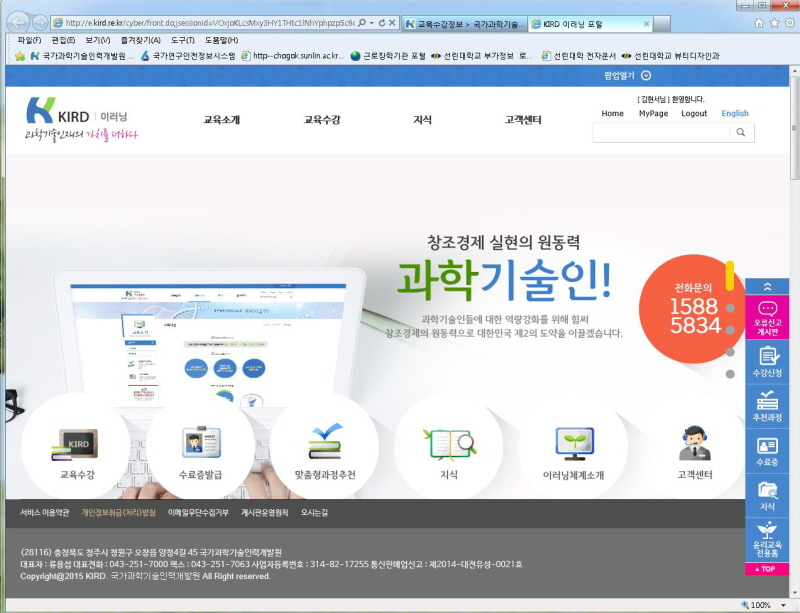 http://e.kird.re.kr/cyber/front.do;jsessionid=
교육수강정보 > 국가과학기술...
KIRD 이러닝 포털
파일(F) 편집(E) 보기(V) 즐겨찾기(A) 도구(T) 도움말(H)
국가과학기술인력개발원 ... 국가연구안전정보시스템 http--chogok.sunlin.ac.kr... 근로장학기관 포털 선린대학교 부가정보 로... 선린대학 전자문서 선린대학교 뷰티디자인과
팝업열기
KIRD 이러닝
과학기술인재의 가치를 더하다
교육소개 교육수강 지식 고객센터
[ 김현서님 ] 환영합니다.
Home MyPage Logout English
창조경제 실현의 원동력
과학기술인!
과학기술인들에 대한 역량강화를 위해 힘써
창조경제의 원동력으로 대한민국 제2의 도약을 이끌겠습니다.
전화문의
1588
5834
오류신고
게시판
수강신청
추천과정
수료증
지식
윤리교육
전용홈
TOP
KIRD
교육수강
수료증발급
맞춤형과정추천
지식
이러닝체계소개
고객센터
서비스 이용약관 개인정보취급(처리)방침 이메일무단수집거부 게시판운영원칙 오시는길
(28116) 충청북도 청주시 청원구 오창읍 양청4길 45 국가과학기술인력개발원
대표자 : 류용섭 대표전화 : 043-251-7000 팩스 : 043-251-7063 사업자등록번호 : 314-82-17255 통신판매업신고 : 제2014-대전유성-0021호
Copyright@2015 KIRD. 국가과학기술인력개발원 All Right reserved.
100%